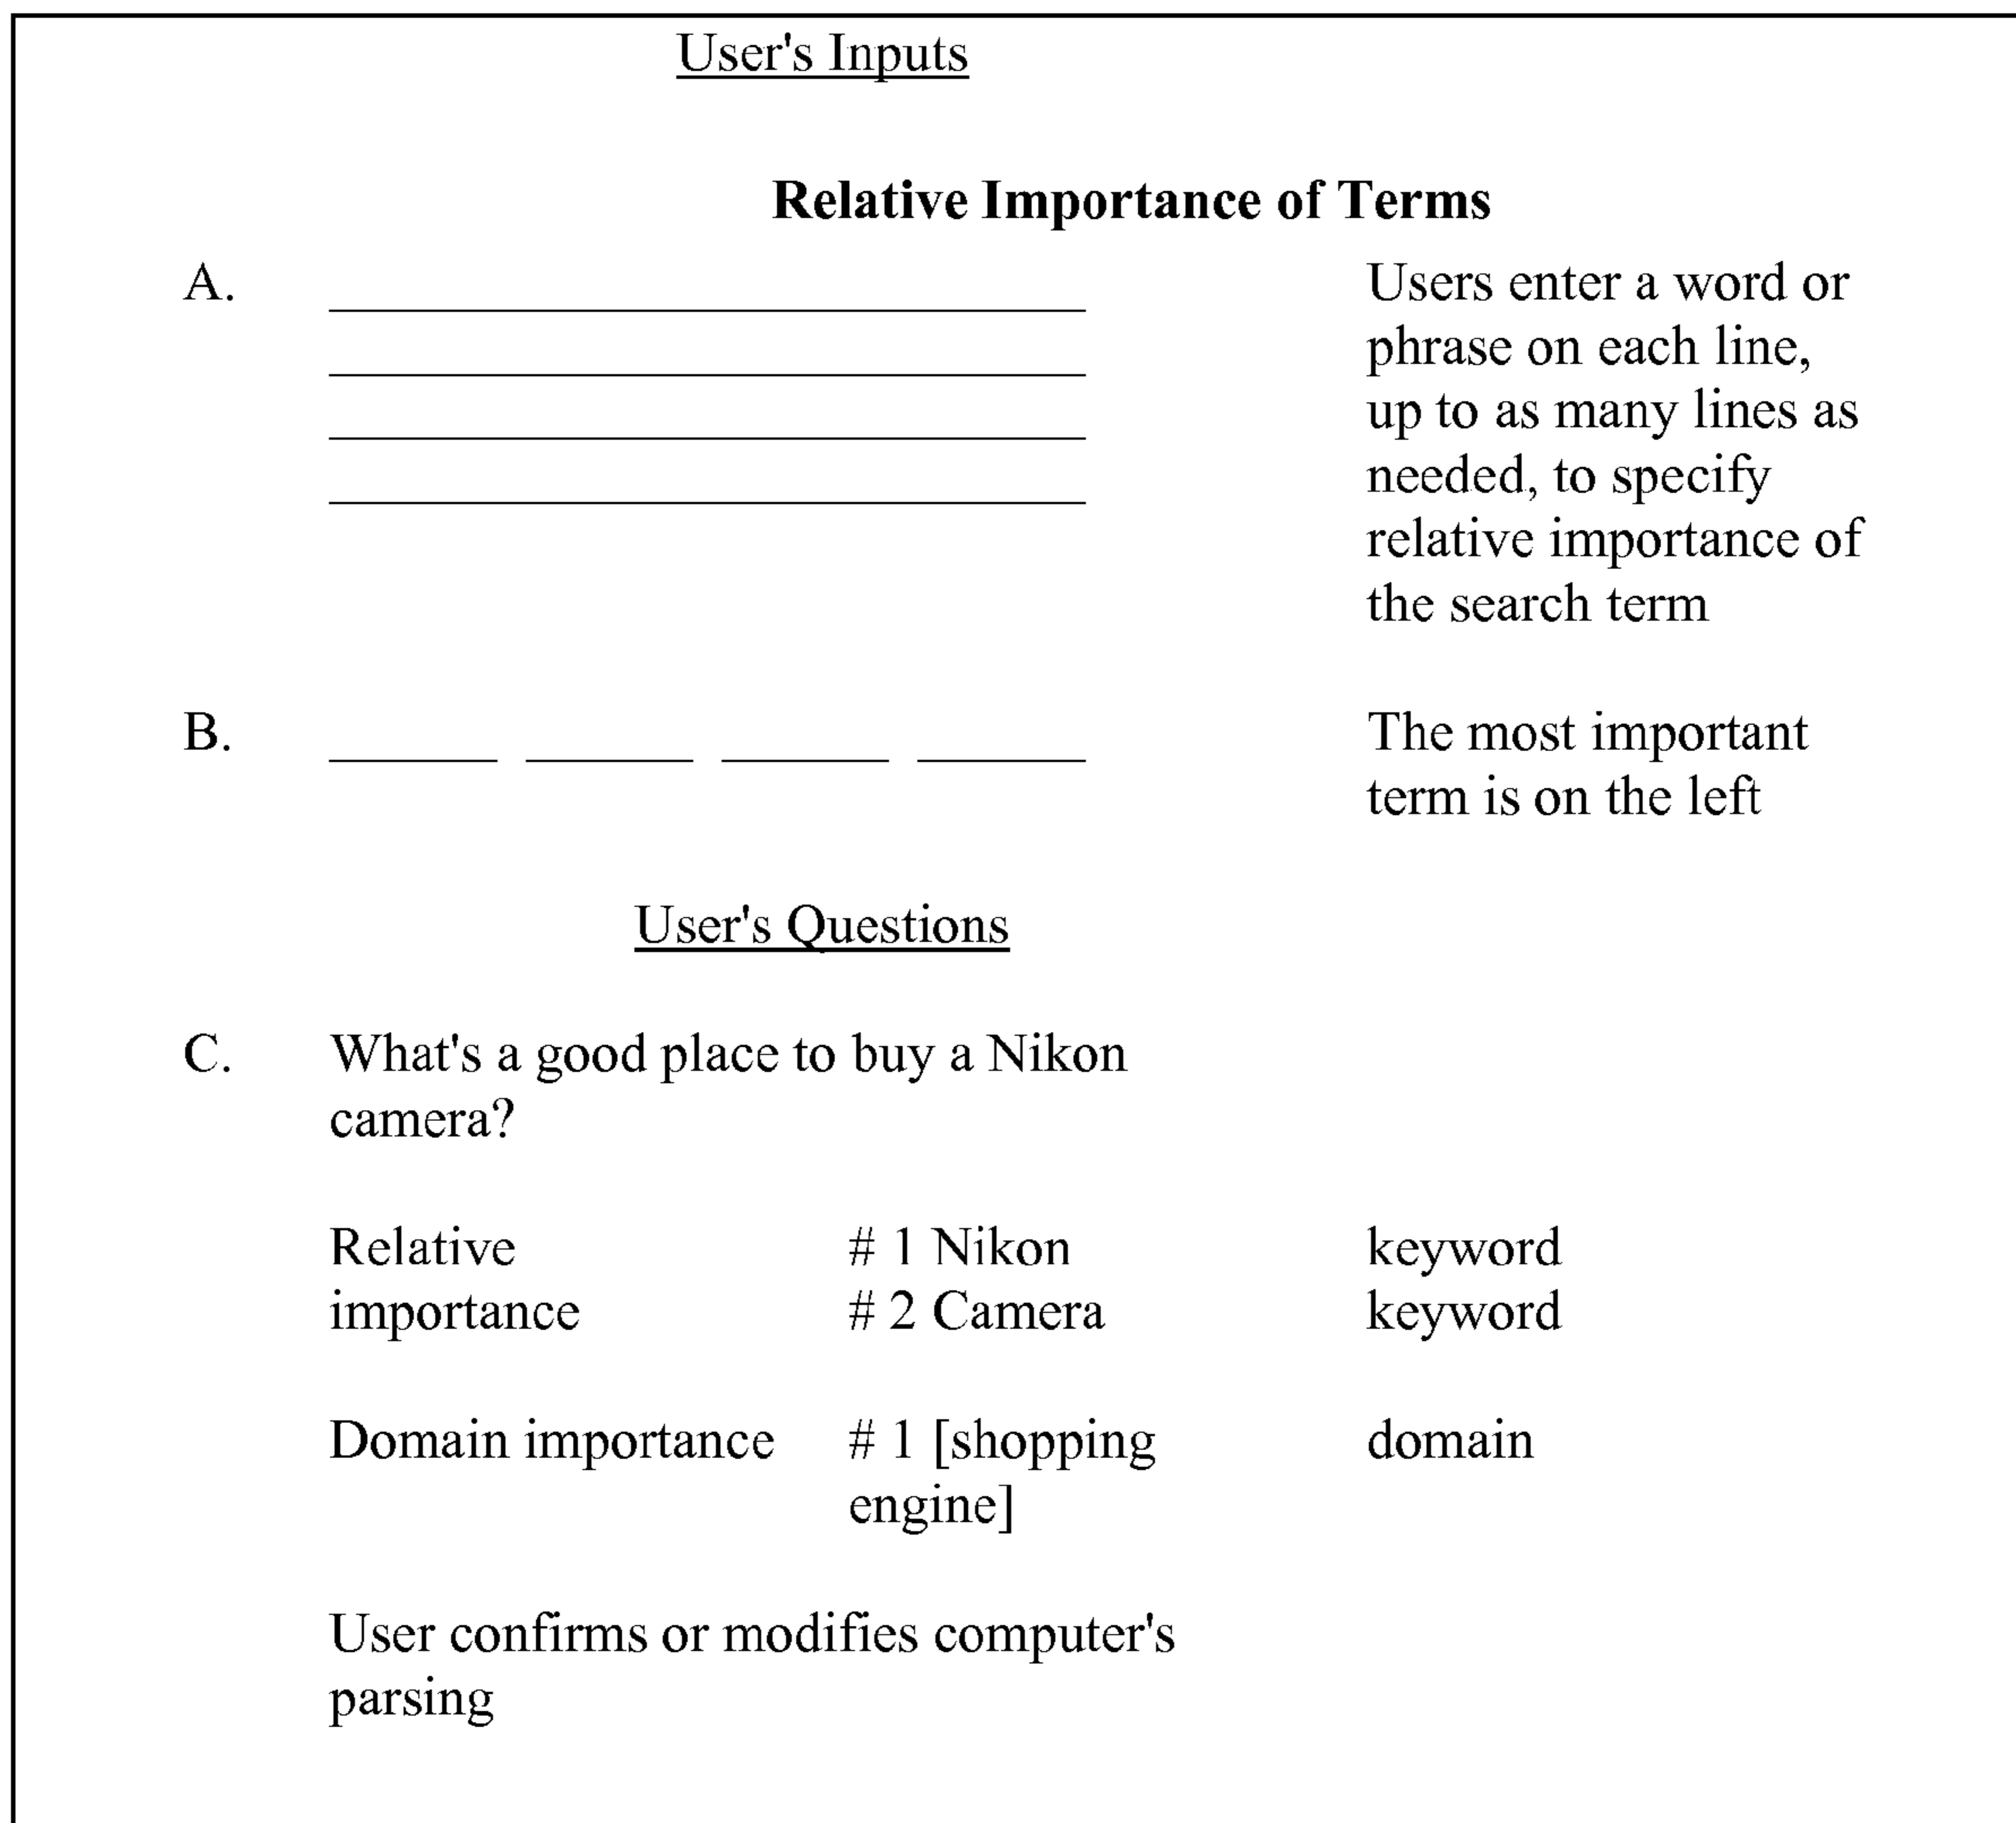 User's Inputs
Relative Importance of Terms
A.
Users enter a word or
phrase on each line,
up to as many lines as
needed, to specify
relative importance of
the search term
B.
The most important
term is on the left
User's Questions
C. What's a good place to buy a Nikon
camera?
Relative # 1 Nikon keyword
importance # 2 Camera keyword
Domain importance # 1 [shopping domain
engine]
User confirms or modifies computer's
parsing